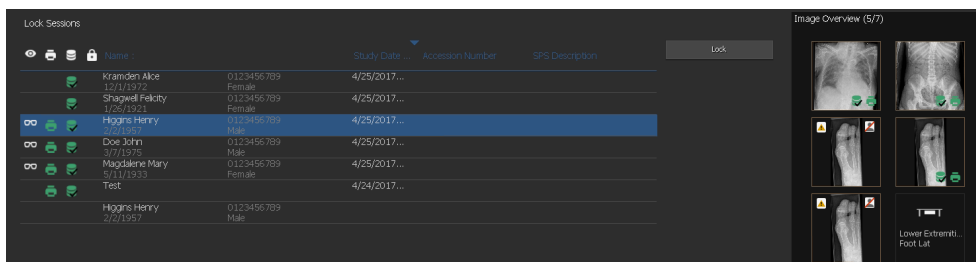 Lock Sessions
Image Overview (5/7)
Name :
Study Date ...
Accession Number
SPS Description
Lock
Kramden Alice 0123456789 4/25/2017...
12/1/1972 Female
Shagwell Felicity 0123456789 4/25/2017...
1/26/1921 Female
Higgins Henry 0123456789 4/25/2017...
2/2/1957 Male
Doe John 0123456789 4/25/2017...
3/7/1975 Male
Magdalene Mary 0123456789 4/25/2017...
5/11/1933 Female
Test 4/24/2017...
Higgins Henry 0123456789
2/2/1957 Male
Lower Extremiti...
Foot Lat